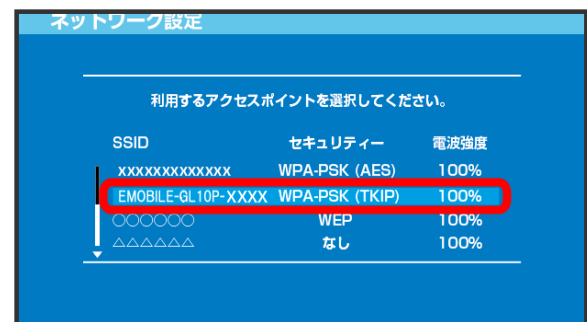 ネットワーク設定
利用するアクセスポイントを選択してください。
SSID セキュリティー 電波強度
xxxxxxxxxxxxx WPA-PSK (AES) 100%
EMOBILE-GL10P-XXXX WPA-PSK (TKIP) 100%
○○○○○○ WEP 100%
△△△△△△ なし 100%